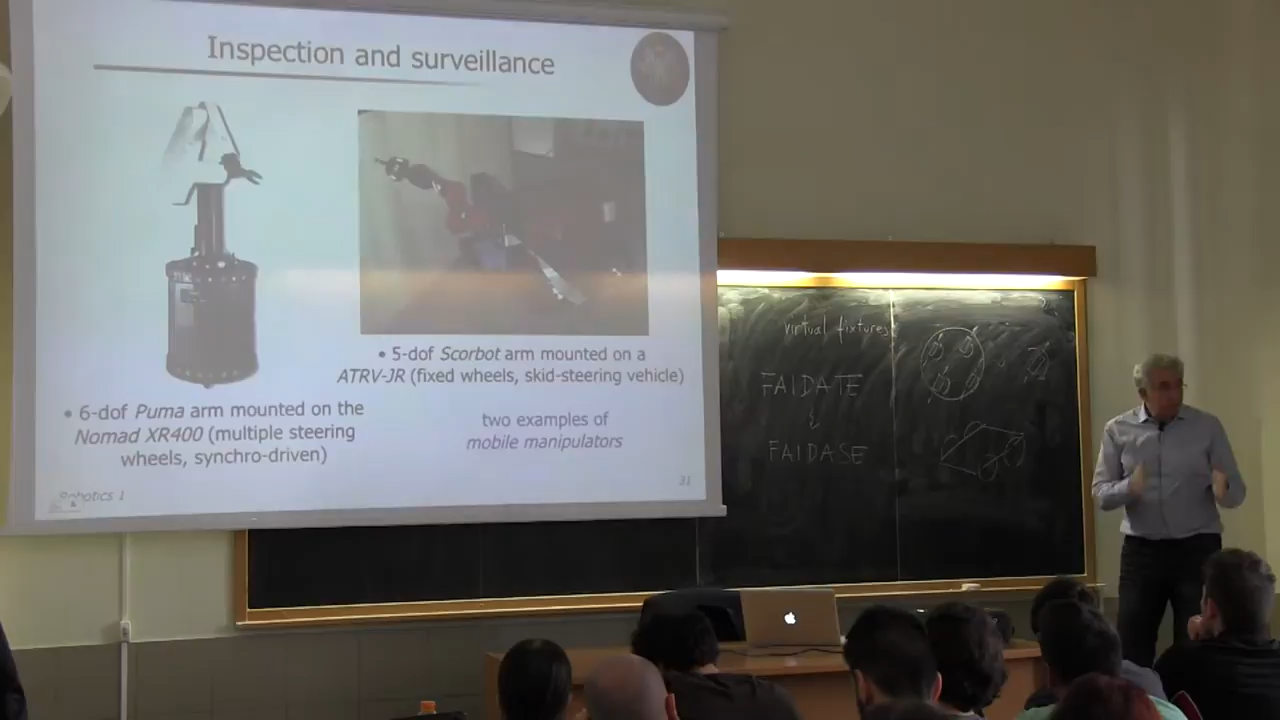 Inspection and surveillance
• 5-dof Scorbot arm mounted on a
ATRV-JR (fixed wheels, skid-steering vehicle)
• 6-dof Puma arm mounted on the
Nomad XR400 (multiple steering
wheels, synchro-driven)
two examples of
mobile manipulators
Robotics 1
31
virtual fixtures
FAIDATE
&
FAIDASE